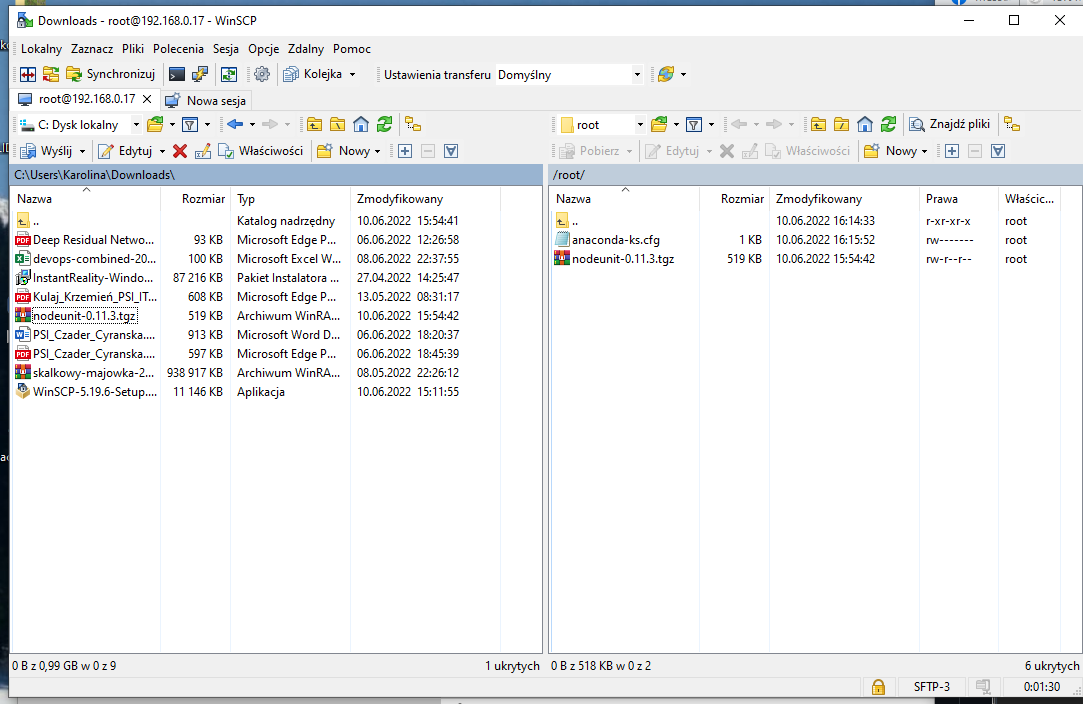 Downloads - root@192.168.0.17 - WinSCP
Lokalny Zaznacz Pliki Polecenia Sesja Opcje Zdalny Pomoc
Synchronizuj Kolejka Ustawienia transferu Domyślny
root@192.168.0.17 Nowa sesja
C: Dysk lokalny
Wyślij Edytuj Właściwości Nowy
C:\Users\Karolina\Downloads\
Nazwa Rozmiar Typ Zmodyfikowany
.. Katalog nadrzędny 10.06.2022 15:54:41
Deep Residual Netwo... 93 KB Microsoft Edge P... 06.06.2022 12:26:58
devops-combined-20... 100 KB Microsoft Excel W... 08.06.2022 22:37:55
InstantReality-Windo... 87 216 KB Pakiet Instalatora ... 27.04.2022 14:25:47
Kulaj_Krzemień_PSI_IT... 608 KB Microsoft Edge P... 13.05.2022 08:31:17
nodeunit-0.11.3.tgz 519 KB Archiwum WinRA... 10.06.2022 15:54:42
PSI_Czader_Cyranska.... 913 KB Microsoft Word D... 06.06.2022 18:20:37
PSI_Czader_Cyranska.... 597 KB Microsoft Edge P... 06.06.2022 18:45:39
skalkowy-majowka-2... 938 917 KB Archiwum WinRA... 08.05.2022 22:26:12
WinSCP-5.19.6-Setup.... 11 146 KB Aplikacja 10.06.2022 15:11:55
0 B z 0,99 GB w 0 z 9 1 ukrytych
root Znajdź pliki
Pobierz Edytuj Właściwości Nowy
/root/
Nazwa Rozmiar Zmodyfikowany Prawa Właścic...
.. 10.06.2022 16:14:33 r-xr-xr-x root
anaconda-ks.cfg 1 KB 10.06.2022 16:15:52 rw------- root
nodeunit-0.11.3.tgz 519 KB 10.06.2022 15:54:42 rw-r--r-- root
0 B z 518 KB w 0 z 2 6 ukrytych
SFTP-3 0:01:30